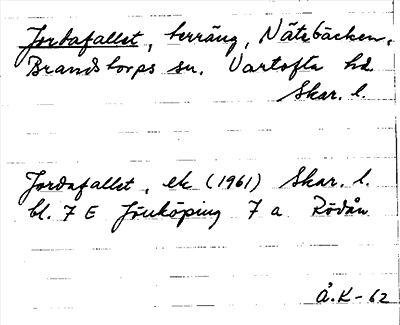 Jordafallet, terräng, Nätebäcken,
Brandstorps sn. Vartofta hd
Skar. l.
Jordafallet, ek (1961) Skar. l.
bl. 7 E Jönköping 7 a Rödån
Å.K-62